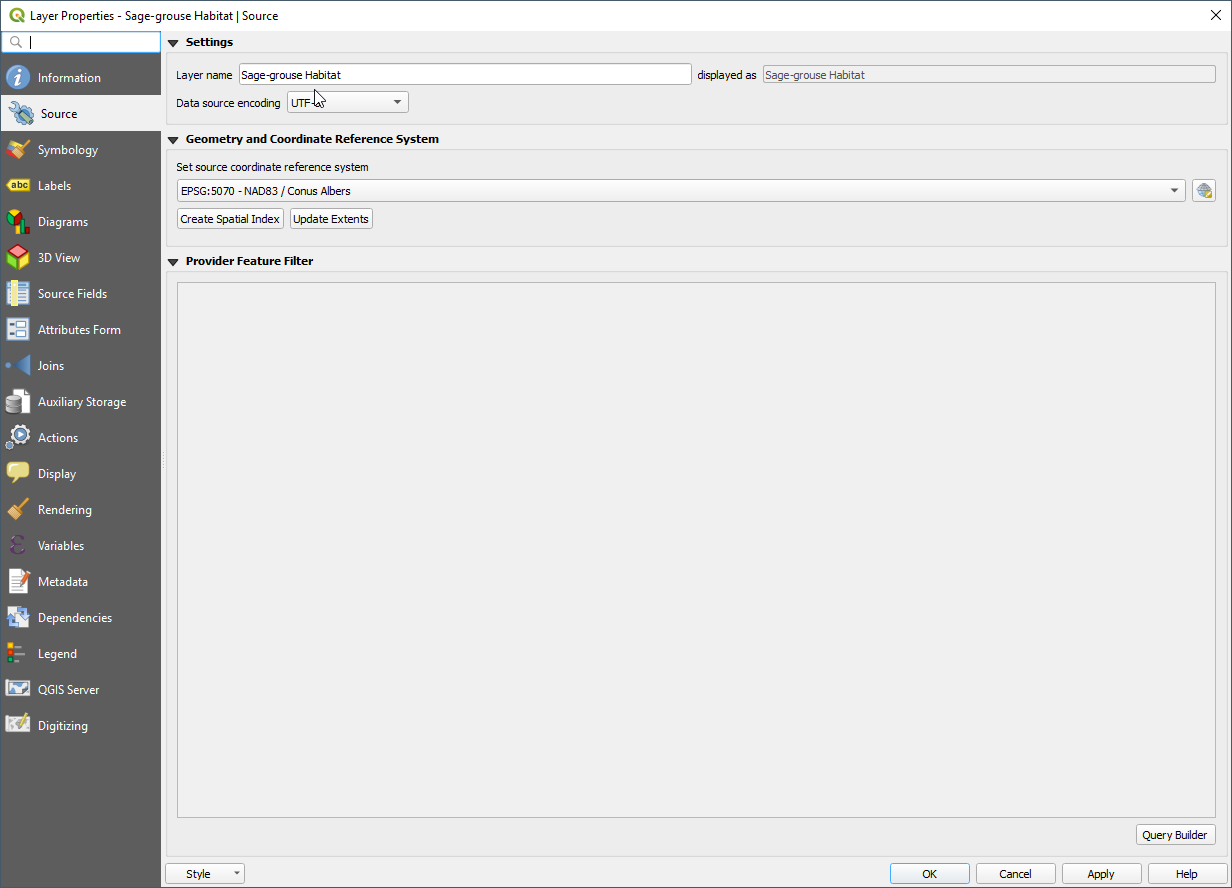 Layer Properties - Sage-grouse Habitat | Source
Information
Source
Symbology
abc Labels
Diagrams
3D View
Source Fields
Attributes Form
Joins
Auxiliary Storage
Actions
Display
Rendering
Variables
Metadata
Dependencies
Legend
QGIS Server
Digitizing
Settings
Layer name Sage-grouse Habitat displayed as Sage-grouse Habitat
Data source encoding UTF-
Geometry and Coordinate Reference System
Set source coordinate reference system
EPSG:5070 - NAD83 / Conus Albers
Create Spatial Index Update Extents
Provider Feature Filter
Query Builder
Style OK Cancel Apply Help